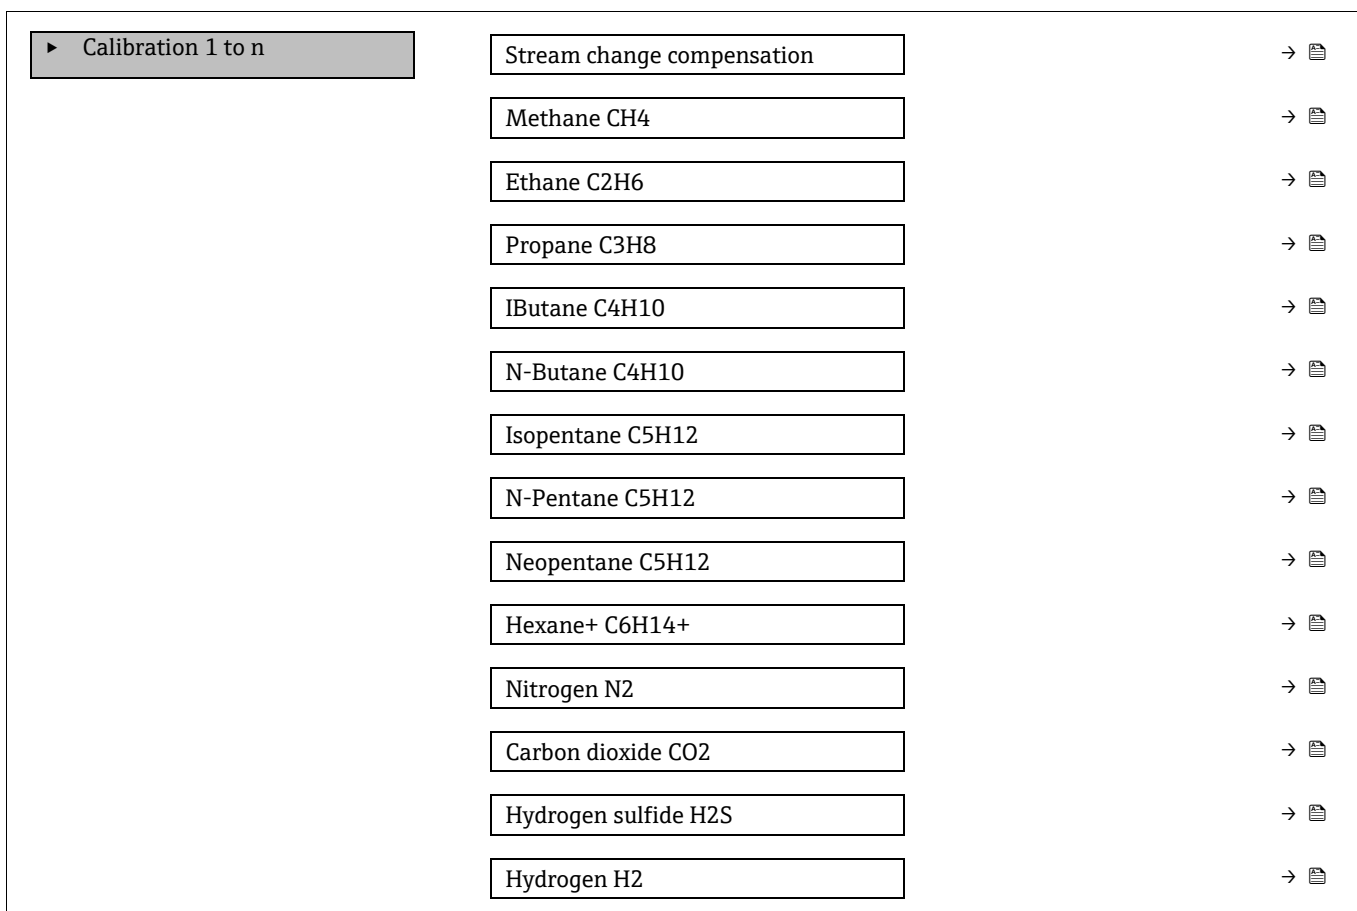 ▶ Calibration 1 to n
Stream change compensation →
Methane CH4 →
Ethane C2H6 →
Propane C3H8 →
IButane C4H10 →
N-Butane C4H10 →
Isopentane C5H12 →
N-Pentane C5H12 →
Neopentane C5H12 →
Hexane+ C6H14+ →
Nitrogen N2 →
Carbon dioxide CO2 →
Hydrogen sulfide H2S →
Hydrogen H2 →